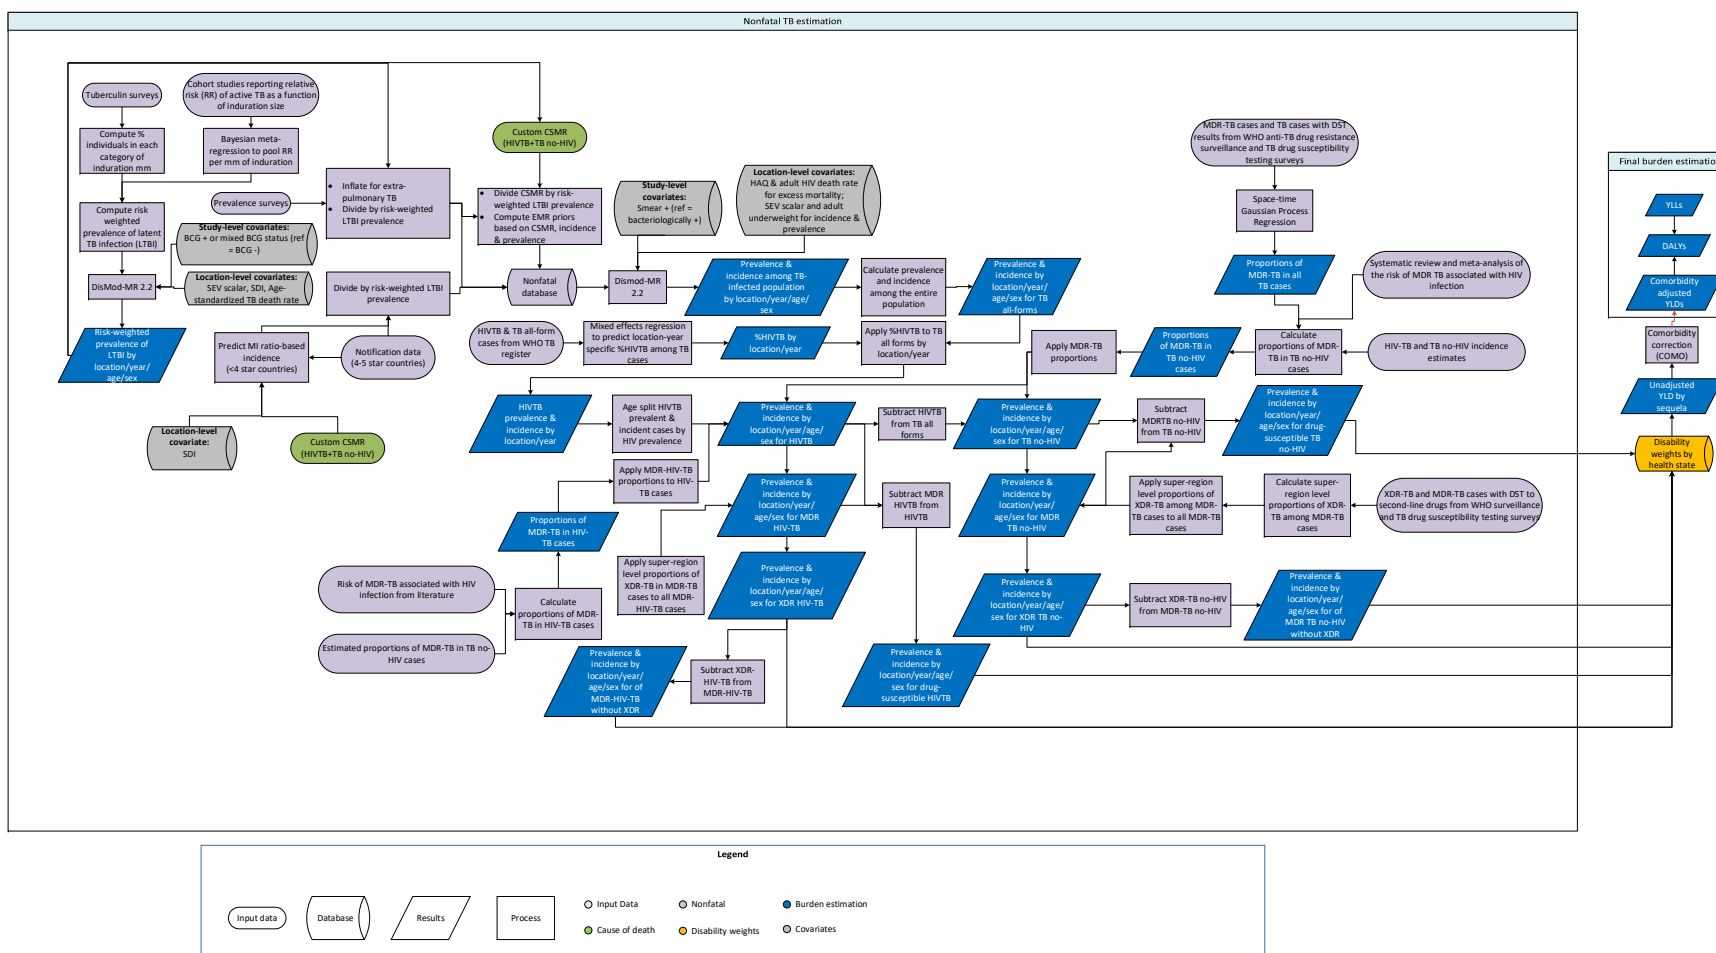 Nonfatal TB estimation
Tuberculin surveys
Cohort studies reporting relative
risk (RR) of active TB as a function
of induration size
Compute %
individuals in each
category of
induration mm
Bayesian meta-
regression to pool RR
per mm of induration
Prevalence surveys
• Inflate for extra-
pulmonary TB
• Divide by risk-weighted
LTBI prevalence
Custom CSMR
(HIVTB+TB no-HIV)
• Divide CSMR by risk-
weighted LTBI prevalence
• Compute EMR priors
based on CSMR, incidence
& prevalence
Study-level
covariates:
Smear + (ref =
bacteriologically +)
Location-level covariates:
HAQ & adult HIV death rate
for excess mortality;
SEV scalar and adult
underweight for incidence &
prevalence
Compute risk
weighted
prevalence of latent
TB infection (LTBI)
Study-level covariates:
BCG + or mixed BCG status (ref
= BCG -)
Location-level covariates:
SEV scalar, SDI, Age-
standardized TB death rate
DisMod-MR 2.2
Divide by risk-weighted LTBI
prevalence
Nonfatal
database
Dismod-MR
2.2
Prevalence &
incidence among TB-
infected population
by location/year/age/
sex
Calculate prevalence
and incidence
among the entire
population
Prevalence &
incidence by
location/year/
age/sex for TB
all-forms
Risk-weighted
prevalence of
LTBI by
location/year/
age/sex
Predict MI ratio-based
incidence
(<4 star countries)
Notification data
(4-5 star countries)
Location-level
covariate:
SDI
Custom CSMR
(HIVTB+TB no-HIV)
HIVTB & TB all-form
cases from WHO TB
register
Mixed effects regression
to predict location-year
specific %HIVTB among TB
cases
%HIVTB by
location/year
Apply %HIVTB to TB
all forms by
location/year
MDR-TB cases and TB cases with DST
results from WHO anti-TB drug resistance
surveillance and TB drug susceptibility
testing surveys
Space-time
Gaussian Process
Regression
Proportions of
MDR-TB in all
TB cases
Systematic review and meta-analysis of
the risk of MDR TB associated with HIV
infection
Apply MDR-TB
proportions
Proportions
of MDR-TB in
TB no-HIV
cases
Calculate
proportions of MDR-
TB in TB no-HIV
cases
HIV-TB and TB no-HIV incidence
estimates
HIVTB
prevalence &
incidence by
location/year
Age split HIVTB
prevalent &
incident cases by
HIV prevalence
Prevalence &
incidence by
location/year/age/
sex for HIVTB
Subtract HIVTB
from TB all
forms
Prevalence &
incidence by
location/year/age/
sex for TB no-HIV
Subtract
MDRTB no-HIV
from TB no-HIV
Prevalence &
incidence by
location/year/
age/sex for drug-
susceptible TB
no-HIV
Apply MDR-HIV-TB
proportions to HIV-
TB cases
Proportions of
MDR-TB in HIV-
TB cases
Prevalence &
incidence by
location/year/
age/sex for MDR
HIV-TB
Subtract MDR
HIVTB from
HIVTB
Prevalence &
incidence by
location/year/
age/sex for MDR
TB no-HIV
Apply super-region
level proportions of
XDR-TB among MDR-
TB cases to all MDR-TB
cases
Calculate super-
region level
proportions of XDR-
TB among MDR-TB
cases
XDR-TB and MDR-TB cases with DST to
second-line drugs from WHO surveillance
and TB drug susceptibility testing surveys
Risk of MDR-TB associated with HIV
infection from literature
Estimated proportions of MDR-TB in TB no-
HIV cases
Calculate
proportions of MDR-
TB in HIV-TB cases
Apply super-region
level proportions of
XDR-TB in MDR-TB
cases to all MDR-
HIV-TB cases
Prevalence &
incidence by
location/year/age/
sex for XDR HIV-TB
Prevalence &
incidence by
location/year/age/
sex for XDR TB no-
HIV
Subtract XDR-TB no-HIV
from MDR-TB no-HIV
Prevalence &
incidence by
location/year/
age/sex for of
MDR TB no-HIV
without XDR
Prevalence &
incidence by
location/year/
age/sex for of
MDR-HIV-TB
without XDR
Subtract XDR-
HIV-TB from
MDR-HIV-TB
Prevalence &
incidence by
location/year/age/
sex for drug-
susceptible HIVTB
Final burden estimation
YLLs
DALYs
Comorbidity
adjusted
YLDs
Comorbidity
correction
(COMO)
Unadjusted
YLD by
sequela
Disability
weights by
health state
Legend
Input data
Database
Results
Process
Input Data
Nonfatal
Burden estimation
Cause of death
Disability weights
Covariates